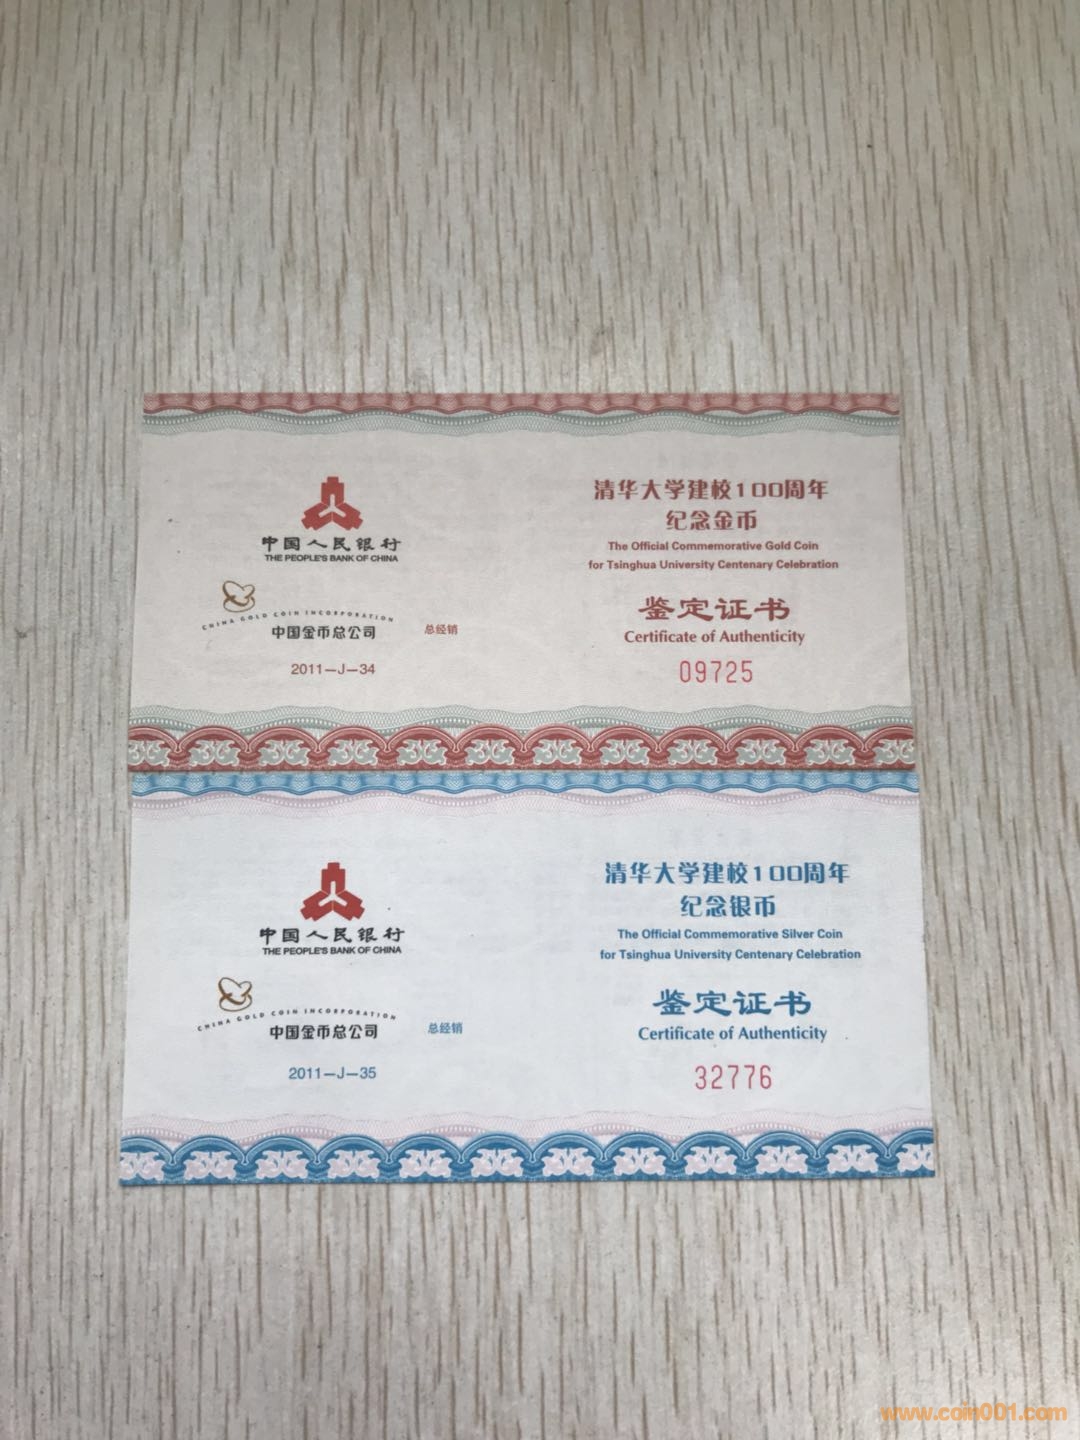 中国人民银行
THE PEOPLE'S BANK OF CHINA
CHINA GOLD COIN INCORPORATION
中国金币总公司
总经销
2011—J—34
清华大学建校100周年
纪念金币
The Official Commemorative Gold Coin
for Tsinghua University Centenary Celebration
鉴定证书
Certificate of Authenticity
09725
中国人民银行
THE PEOPLE'S BANK OF CHINA
CHINA GOLD COIN INCORPORATION
中国金币总公司
总经销
2011—J—35
清华大学建校100周年
纪念银币
The Official Commemorative Silver Coin
for Tsinghua University Centenary Celebration
鉴定证书
Certificate of Authenticity
32776
www.coin001.com